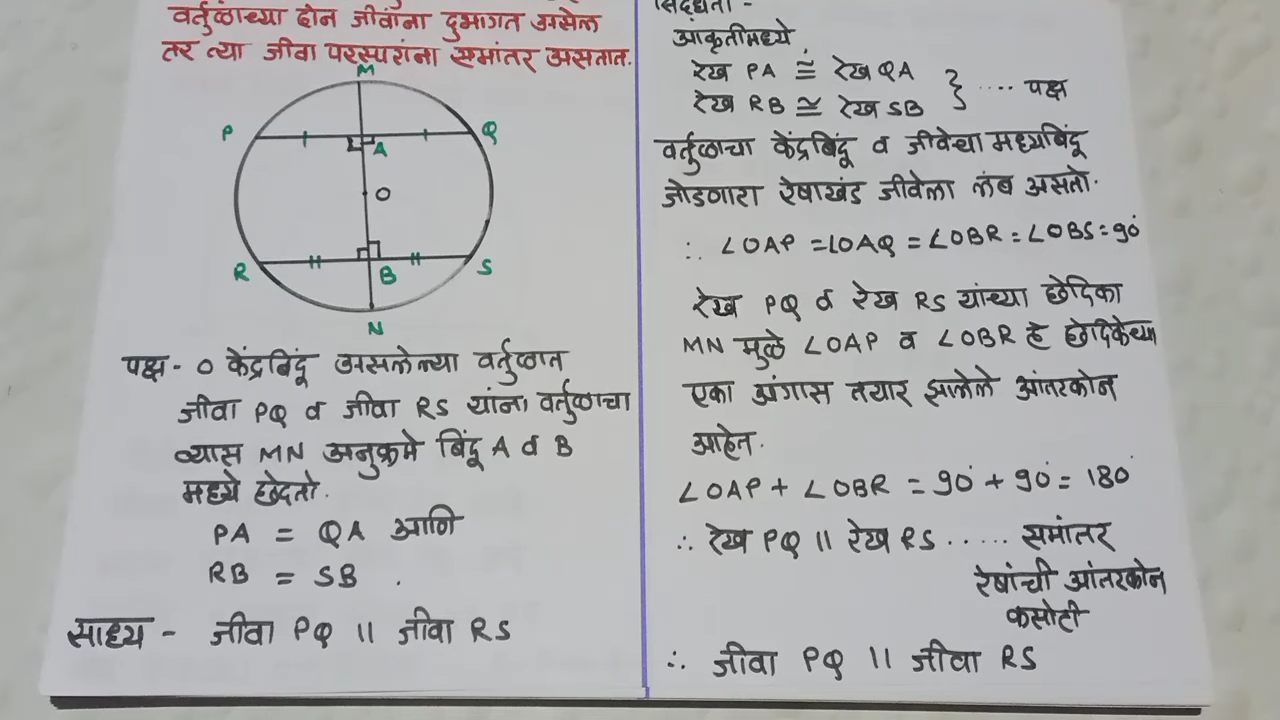 वर्तुळाच्या दोन जीवांना दुभागत असेल
तर त्या जीवा परस्परांना समांतर असतात.
M
P
Q
A
O
R
B
S
N
पक्ष - O केंद्रबिंदू असलेल्या वर्तुळात
जीवा PQ व जीवा RS यांना वर्तुळाचा
व्यास MN अनुक्रमे बिंदू A व B
मध्ये छेदतो.
PA = QA आणि
RB = SB .
साध्य - जीवा PQ || जीवा RS
सिद्धता -
आकृतीमध्ये
रेख PA ≅ रेख QA
रेख RB ≅ रेख SB } .... पक्ष
वर्तुळाचा केंद्रबिंदू व जीवेचा मध्यबिंदू
जोडणारा रेषाखंड जीवेला लंब असतो.
∴ ∠OAP = ∠OAQ = ∠OBR = ∠OBS = 90°
रेख PQ व रेख RS यांच्या छेदिका
MN मुळे ∠OAP व ∠OBR हे छेदिकेच्या
एका अंगास तयार झालेले आंतरकोन
आहेत.
∠OAP + ∠OBR = 90° + 90° = 180°
∴ रेख PQ || रेख RS ...... समांतर
रेषांची आंतरकोन
कसोटी
∴ जीवा PQ || जीवा RS